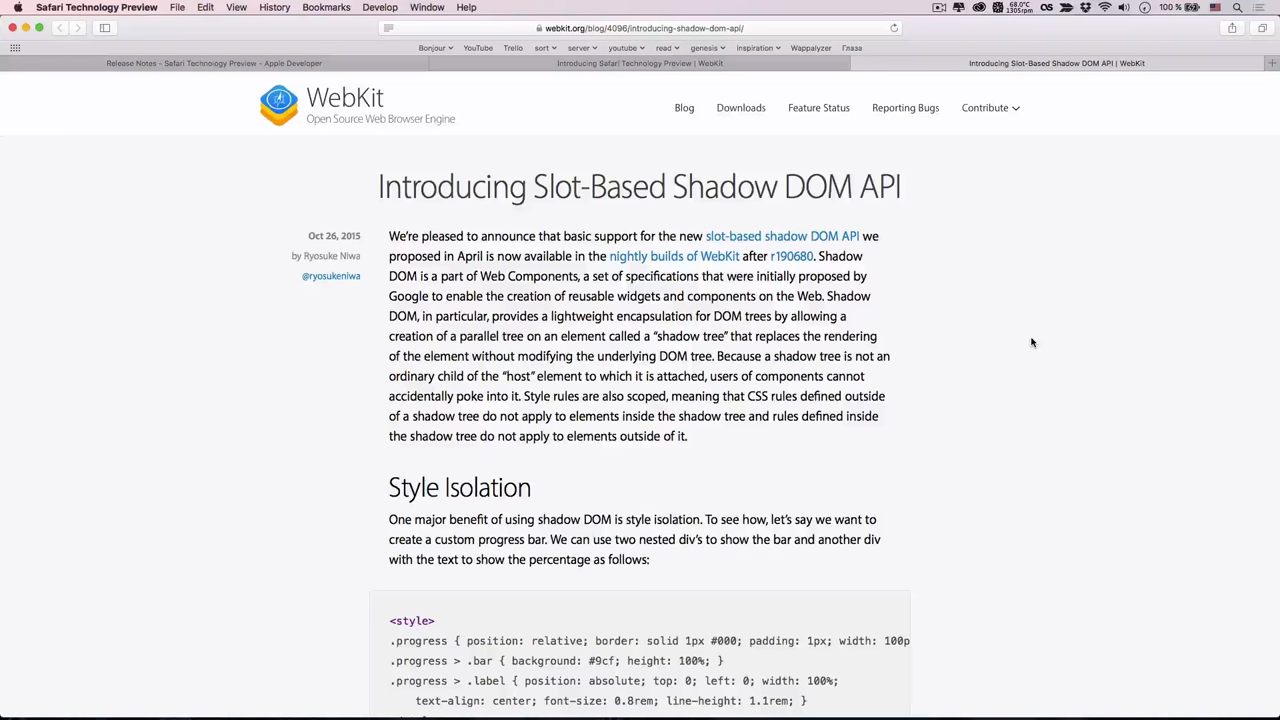 Safari Technology Preview File Edit View History Bookmarks Develop Window Help 68.0°C 1305rpm 100 %
webkit.org/blog/4096/introducing-shadow-dom-api/
Bonjour YouTube Trello sort server youtube read genesis inspiration Wappalyzer Глаза
Release Notes - Safari Technology Preview - Apple Developer
Introducing Safari Technology Preview | WebKit
Introducing Slot-Based Shadow DOM API | WebKit
WebKit
Open Source Web Browser Engine
Blog Downloads Feature Status Reporting Bugs Contribute
Introducing Slot-Based Shadow DOM API
Oct 26, 2015
by Ryosuke Niwa
@ryosukeniwa
We're pleased to announce that basic support for the new slot-based shadow DOM API we
proposed in April is now available in the nightly builds of WebKit after r190680. Shadow
DOM is a part of Web Components, a set of specifications that were initially proposed by
Google to enable the creation of reusable widgets and components on the Web. Shadow
DOM, in particular, provides a lightweight encapsulation for DOM trees by allowing a
creation of a parallel tree on an element called a “shadow tree” that replaces the rendering
of the element without modifying the underlying DOM tree. Because a shadow tree is not an
ordinary child of the “host” element to which it is attached, users of components cannot
accidentally poke into it. Style rules are also scoped, meaning that CSS rules defined outside
of a shadow tree do not apply to elements inside the shadow tree and rules defined inside
the shadow tree do not apply to elements outside of it.
Style Isolation
One major benefit of using shadow DOM is style isolation. To see how, let's say we want to
create a custom progress bar. We can use two nested div's to show the bar and another div
with the text to show the percentage as follows:
<style>
.progress { position: relative; border: solid 1px #000; padding: 1px; width: 100p
.progress > .bar { background: #9cf; height: 100%; }
.progress > .label { position: absolute; top: 0; left: 0; width: 100%;
text-align: center; font-size: 0.8rem; line-height: 1.1rem; }